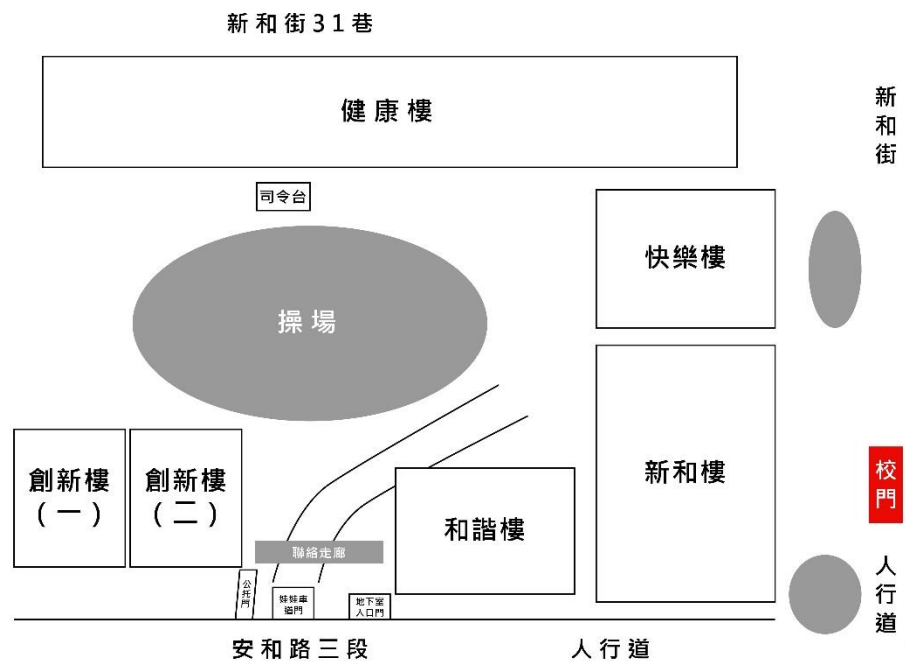 新和街31巷
健康樓
新和街
司令台
快樂樓
操場
創新樓
(一)
創新樓
(二)
新和樓
校門
和諧樓
聯絡走廊
人行道
公托門
娃娃車
道門
地下室
入口門
安和路三段
人行道